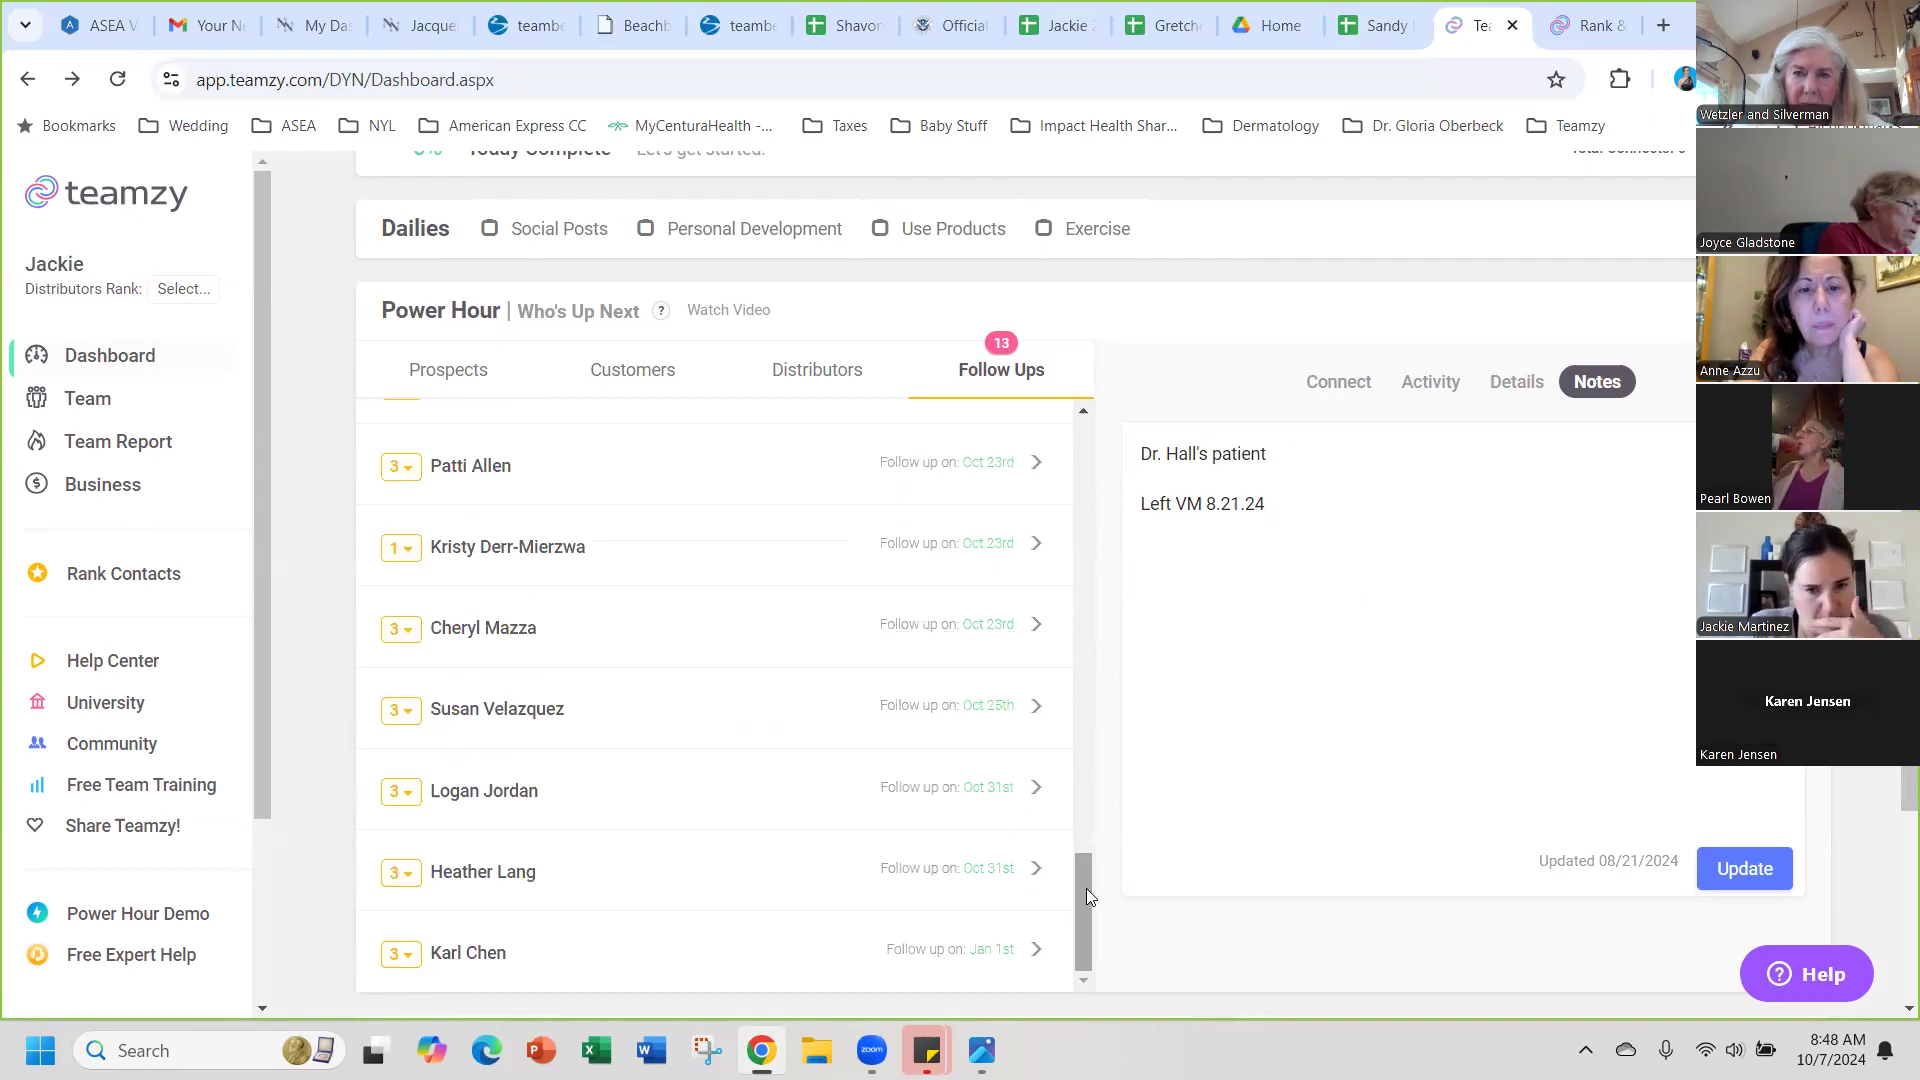 ASEA V
Your Ne
My Das
Jacque
teambe
Beachb
teambe
Shavon
Official
Jackie 2
Gretche
Home
Sandy
Tea
Rank &
app.teamzy.com/DYN/Dashboard.aspx
Bookmarks
Wedding
ASEA
NYL
American Express CC
MyCenturaHealth -...
Taxes
Baby Stuff
Impact Health Shar...
Dermatology
Dr. Gloria Oberbeck
Teamzy
teamzy
Jackie
Distributors Rank: Select...
Dashboard
Team
Team Report
Business
Rank Contacts
Help Center
University
Community
Free Team Training
Share Teamzy!
Power Hour Demo
Free Expert Help
Today Complete Let's get started.
Dailies
Social Posts
Personal Development
Use Products
Exercise
Power Hour | Who's Up Next ? Watch Video
Prospects
Customers
Distributors
13
Follow Ups
3 Patti Allen Follow up on: Oct 23rd
1 Kristy Derr-Mierzwa Follow up on: Oct 23rd
3 Cheryl Mazza Follow up on: Oct 23rd
3 Susan Velazquez Follow up on: Oct 25th
3 Logan Jordan Follow up on: Oct 31st
3 Heather Lang Follow up on: Oct 31st
3 Karl Chen Follow up on: Jan 1st
Connect
Activity
Details
Notes
Dr. Hall's patient
Left VM 8.21.24
Updated 08/21/2024
Update
? Help
Wetzler and Silverman
Joyce Gladstone
Anne Azzu
Pearl Bowen
Jackie Martinez
Karen Jensen
Karen Jensen
Search
zoom
8:48 AM
10/7/2024